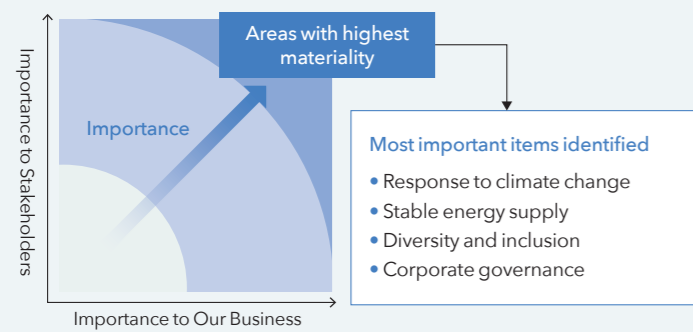 Importance to Stakeholders
Areas with highest
materiality
Importance
Importance to Our Business
Most important items identified
• Response to climate change
• Stable energy supply
• Diversity and inclusion
• Corporate governance